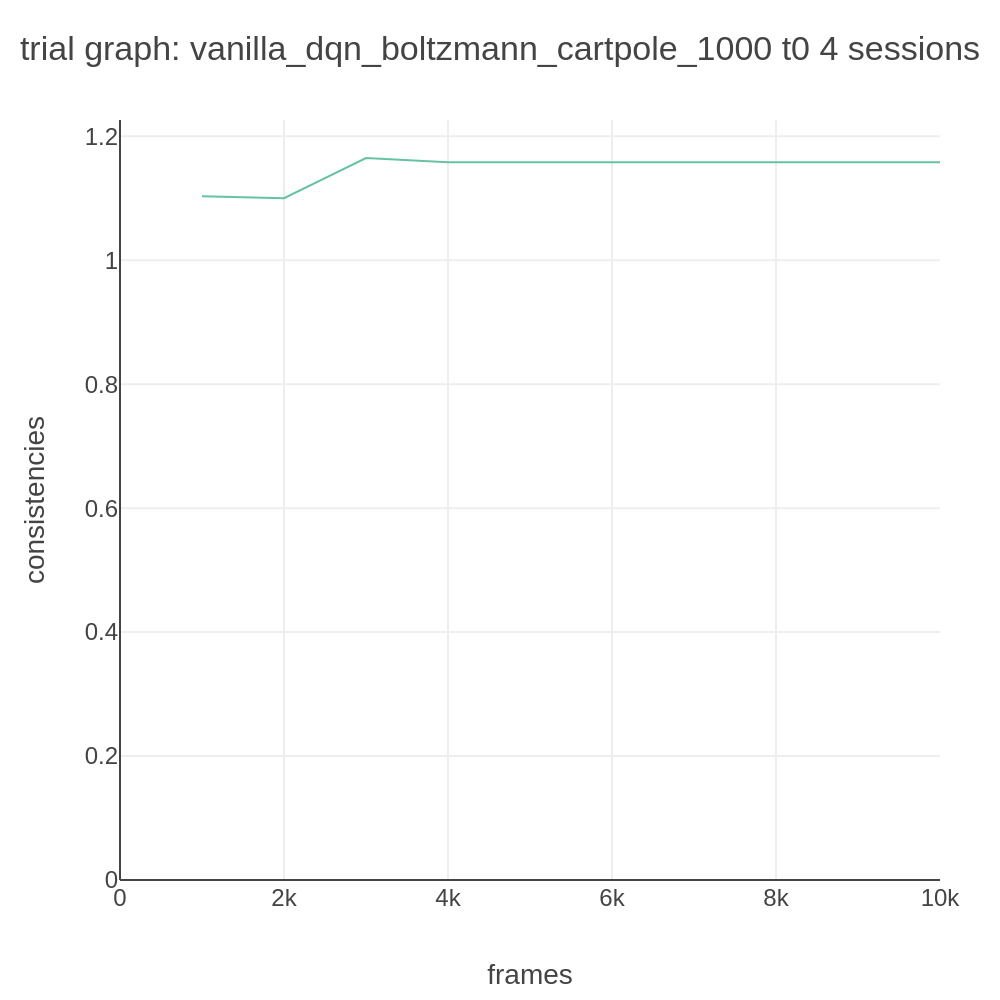 trial graph: vanilla_dqn_boltzmann_cartpole_1000 t0 4 sessions
consistencies
1.2
1
0.8
0.6
0.4
0.2
0
0 2k 4k 6k 8k 10k
frames